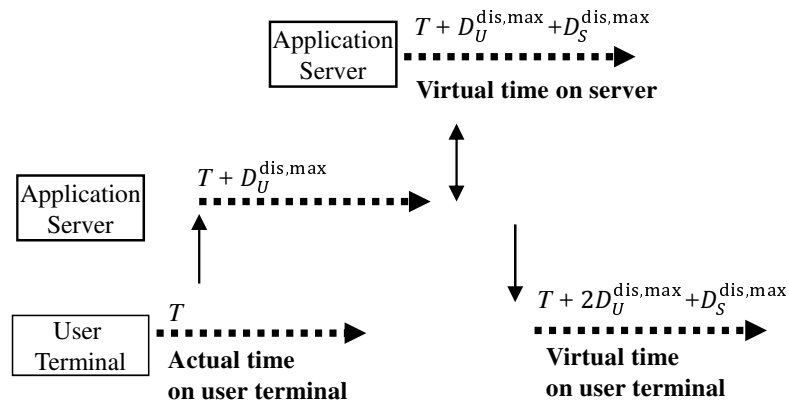 Application
Server
T + D_U^{dis,max}+D_S^{dis,max}
Virtual time on server
Application
Server
T + D_U^{dis,max}
User
Terminal
T
Actual time
on user terminal
T + 2D_U^{dis,max}+D_S^{dis,max}
Virtual time
on user terminal